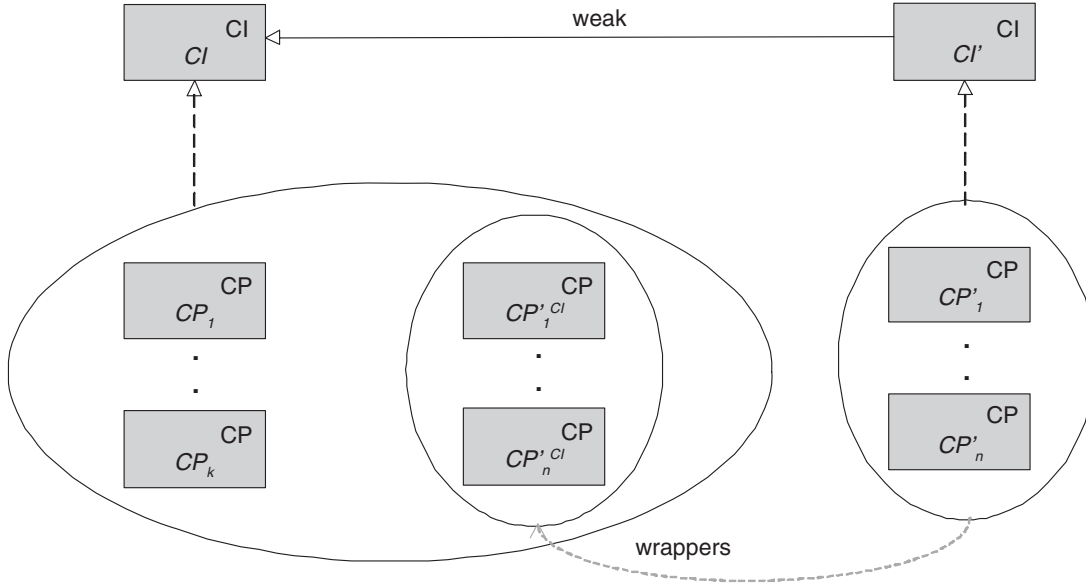 weak
CI
CI
CI
CI’
CP
CP₁
CP
CP’₁ᶜᴵ
CP
CP’₁
.
.
.
.
.
.
CP
CPₖ
CP
CP’ₙᶜᴵ
CP
CP’ₙ
wrappers